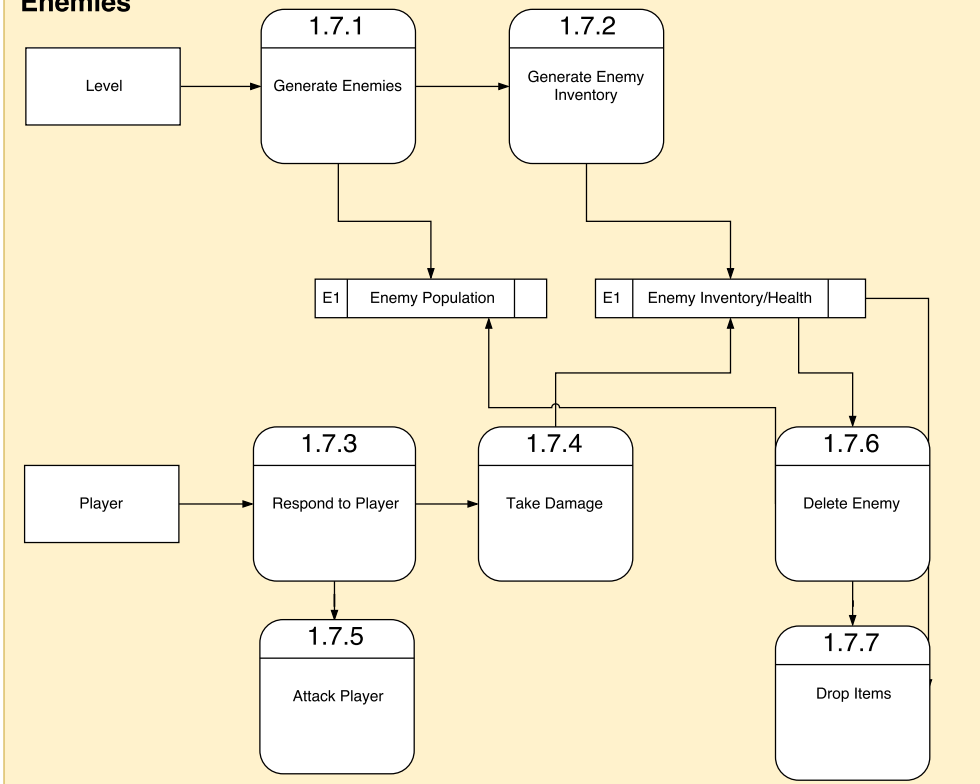 Enemies
1.7.1
1.7.2
Level
Generate Enemies
Generate Enemy
Inventory
E1
Enemy Population
E1
Enemy Inventory/Health
1.7.3
1.7.4
1.7.6
Player
Respond to Player
Take Damage
Delete Enemy
1.7.5
1.7.7
Attack Player
Drop Items